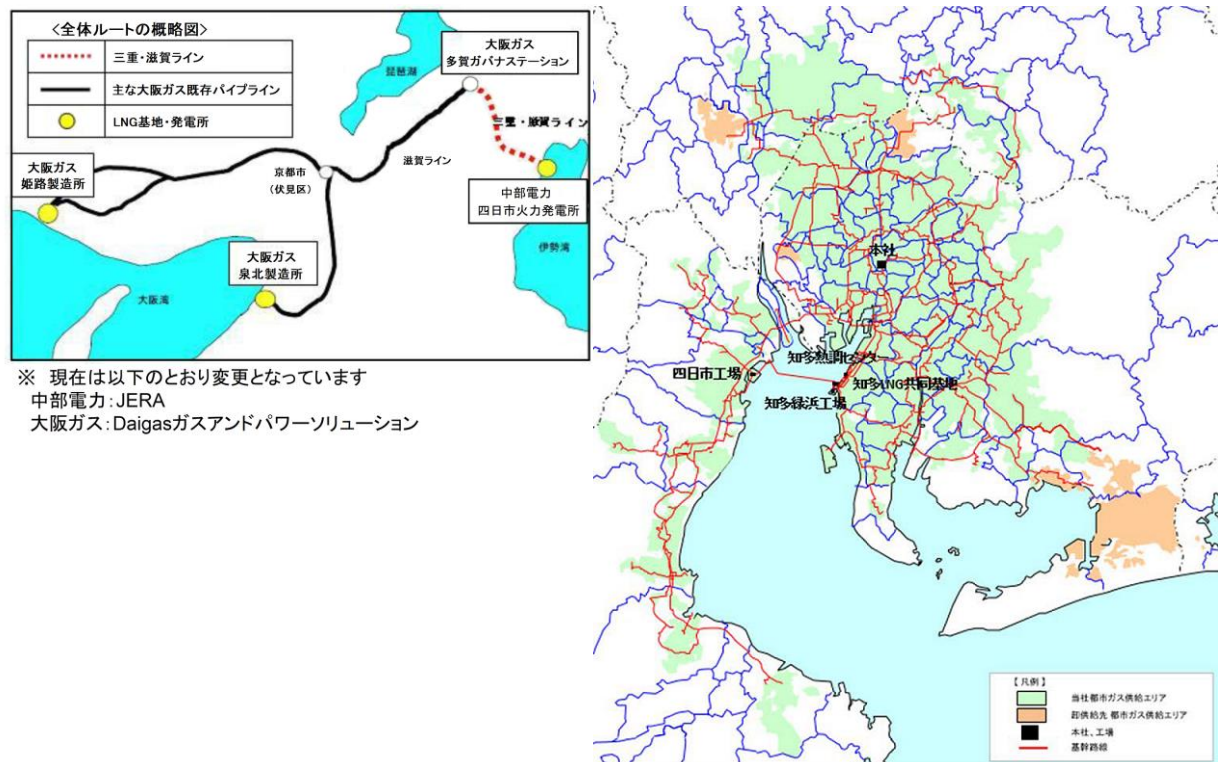 <全体ルートの概略図>
三重・滋賀ライン
主な大阪ガス既存パイプライン
LNG基地・発電所
大阪ガス
多賀ガバナステーション
琵琶湖
三重・滋賀ライン
滋賀ライン
京都市
(伏見区)
大阪ガス
姫路製造所
中部電力
四日市火力発電所
大阪ガス
泉北製造所
伊勢湾
大阪湾
※ 現在は以下のとおり変更となっています
中部電力:JERA
大阪ガス:Daigasガスアンドパワーソリューション
本社
知多熱調センター
四日市工場
知多LNG共同基地
知多緑浜工場
【凡例】
当社都市ガス供給エリア
卸供給先 都市ガス供給エリア
本社、工場
基幹路線